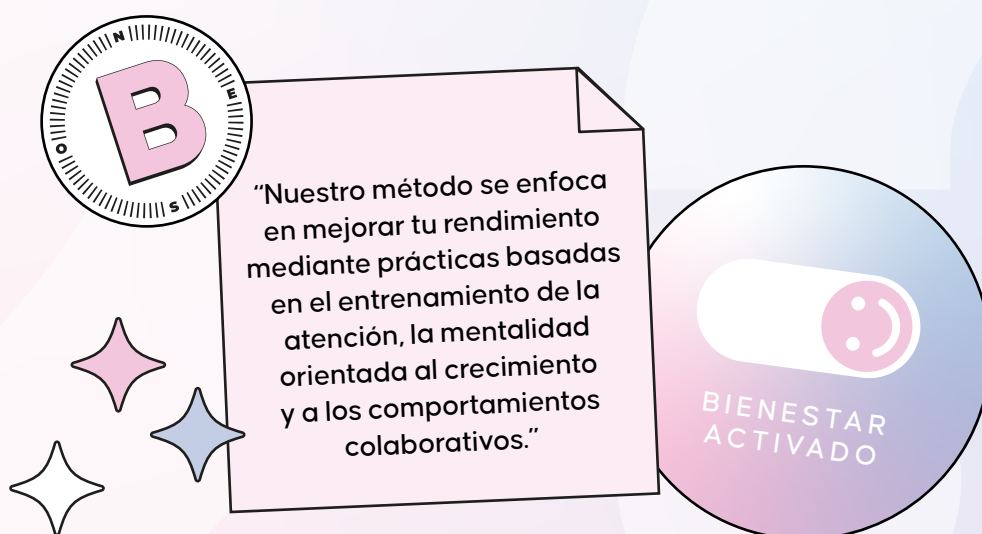 N
E
S
O
B
“Nuestro método se enfoca
en mejorar tu rendimiento
mediante prácticas basadas
en el entrenamiento de la
atención, la mentalidad
orientada al crecimiento
y a los comportamientos
colaborativos.”
BIENESTAR
ACTIVADO